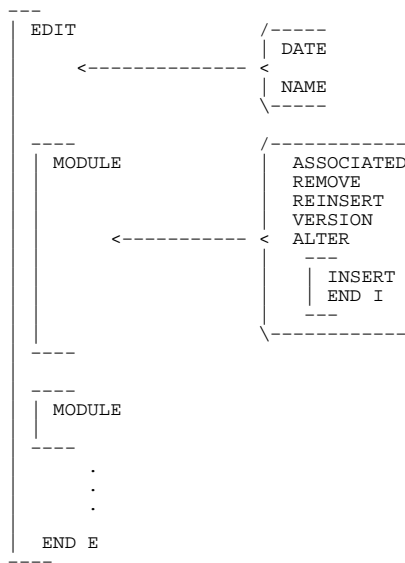 EDIT
DATE
NAME
MODULE
ASSOCIATED
REMOVE
REINSERT
VERSION
ALTER
INSERT
END I
MODULE
.
.
.
END E